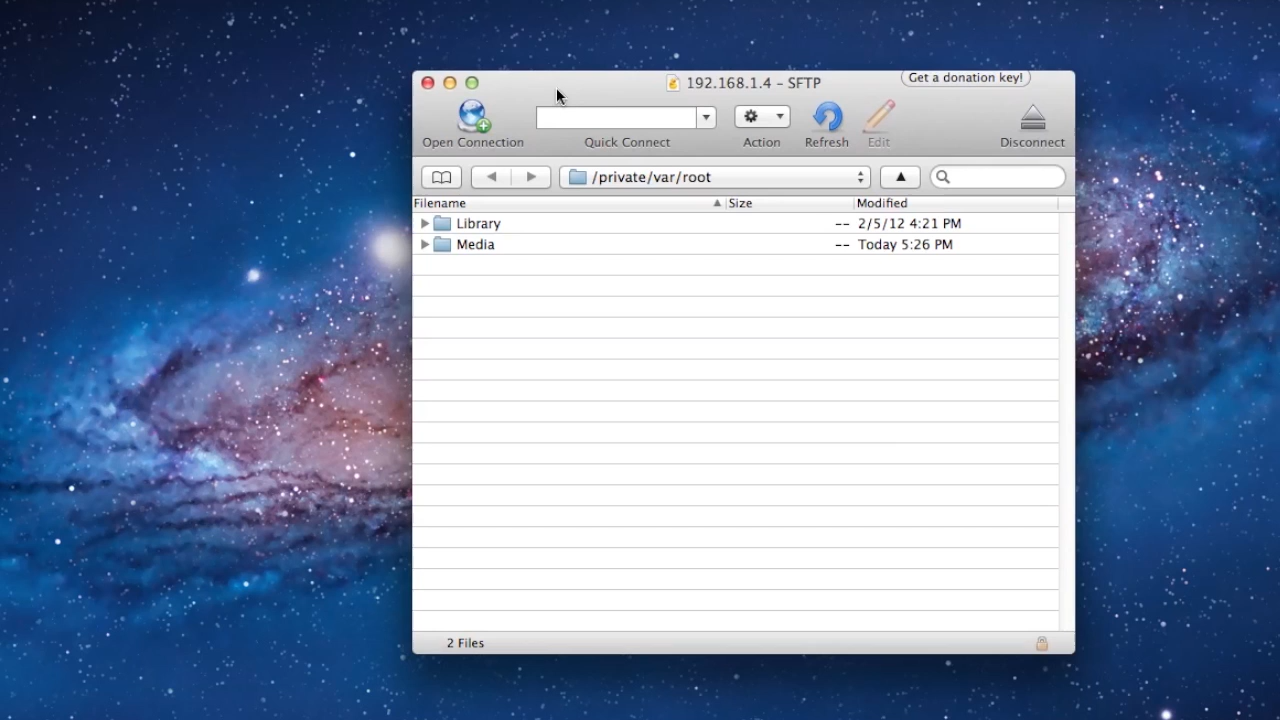 192.168.1.4 – SFTP
Get a donation key!
Open Connection
Quick Connect
Action
Refresh
Edit
Disconnect
/private/var/root
Filename Size Modified
Library -- 2/5/12 4:21 PM
Media -- Today 5:26 PM
2 Files